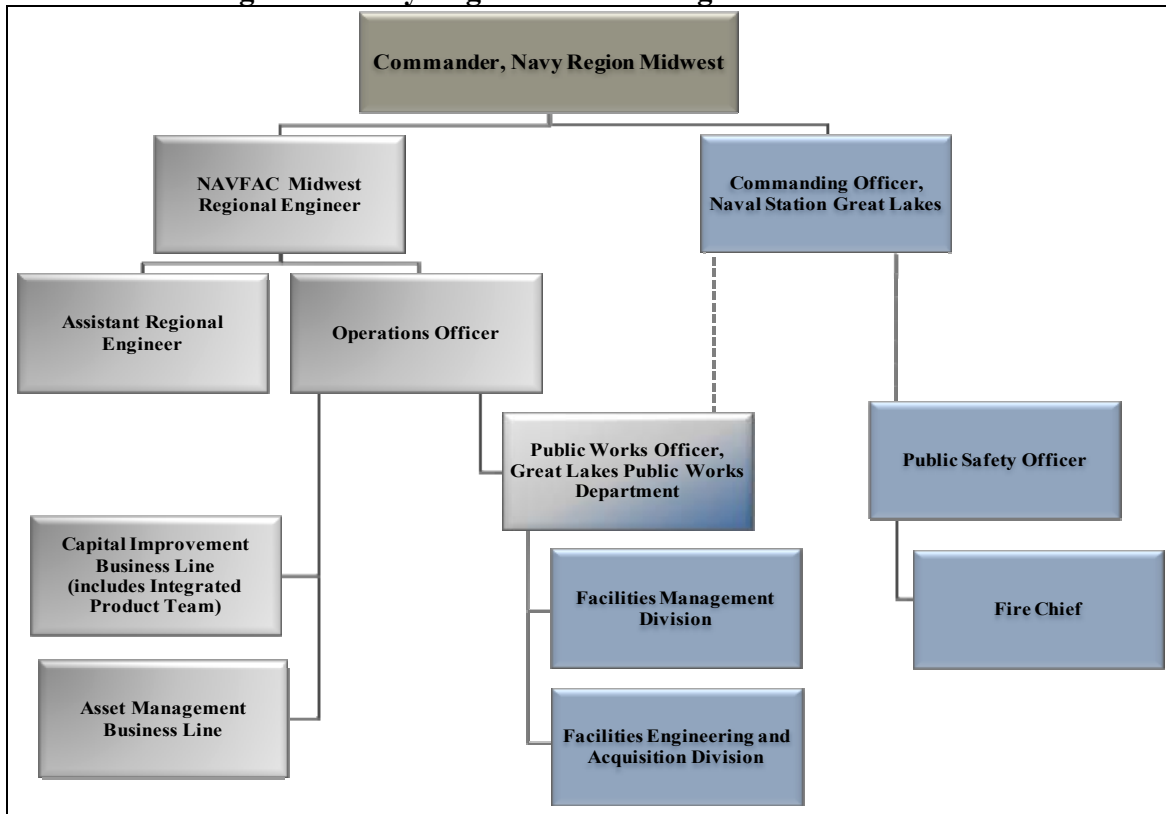 Commander, Navy Region Midwest
NAVFAC Midwest
Regional Engineer
Commanding Officer,
Naval Station Great Lakes
Assistant Regional
Engineer
Operations Officer
Public Works Officer,
Great Lakes Public Works
Department
Public Safety Officer
Capital Improvement
Business Line
(includes Integrated
Product Team)
Facilities Management
Division
Fire Chief
Asset Management
Business Line
Facilities Engineering and
Acquisition Division